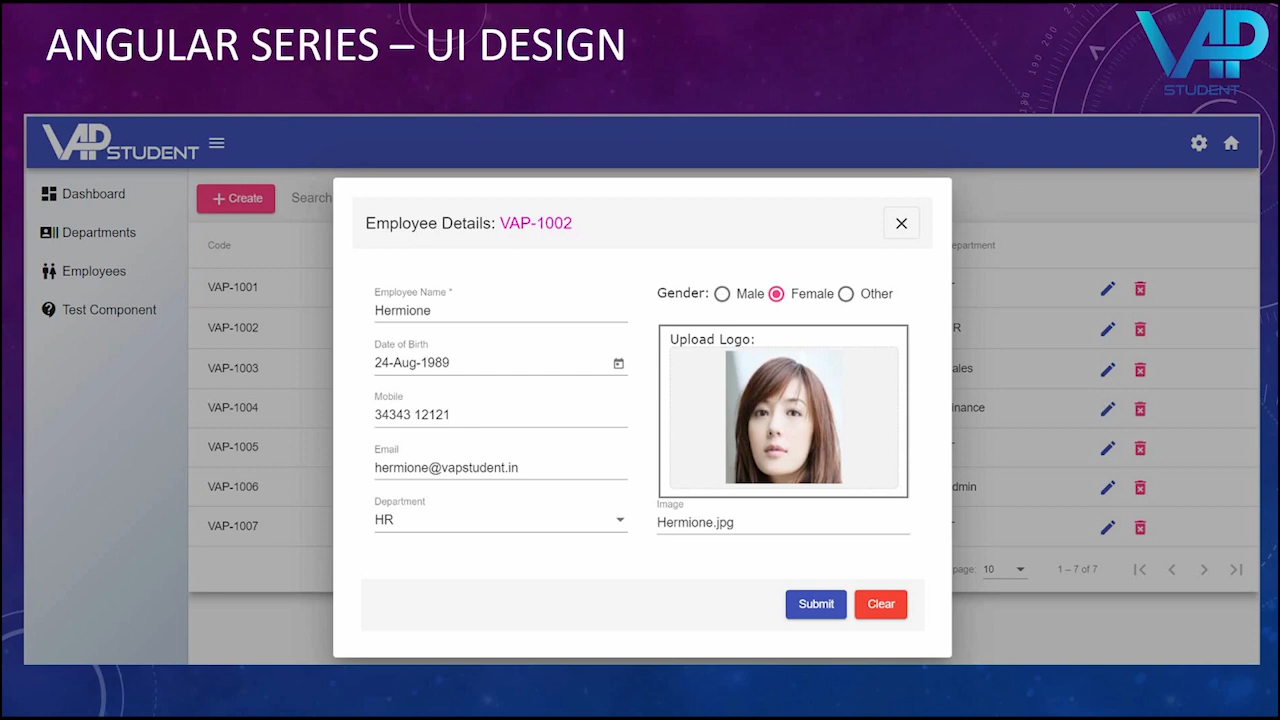 ANGULAR SERIES – UI DESIGN
VAP
STUDENT
VAP STUDENT
Dashboard
Departments
Employees
Test Component
+ Create
Search
Code
VAP-1001
VAP-1002
VAP-1003
VAP-1004
VAP-1005
VAP-1006
VAP-1007
Employee Details: VAP-1002
Employee Name *
Hermione
Date of Birth
24-Aug-1989
Mobile
34343 12121
Email
hermione@vapstudent.in
Department
HR
Gender: Male Female Other
Upload Logo:
Image
Hermione.jpg
Submit Clear
epartment
R
ales
inance
dmin
page: 10 1 – 7 of 7